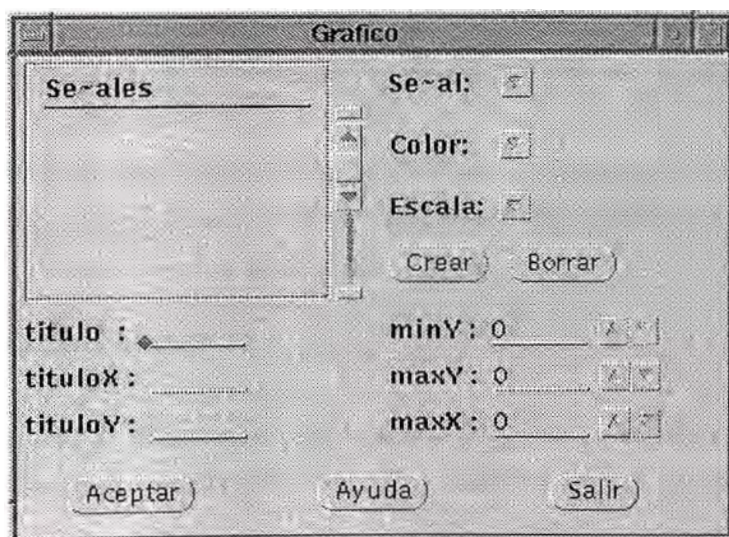 Grafico
Se~ales
Se~al:
Color:
Escala:
Crear Borrar
titulo :
tituloX :
tituloY :
minY : 0
maxY : 0
maxX : 0
Aceptar Ayuda Salir